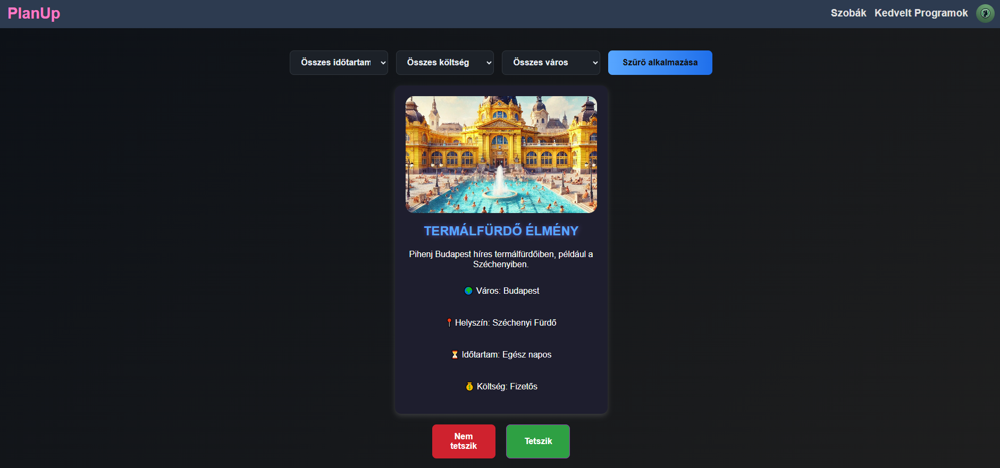 PlanUp
Szobák
Kedvelt Programok
Összes időtartam
Összes költség
Összes város
Szűrő alkalmazása
TERMÁLFÜRDŐ ÉLMÉNY
Pihenj Budapest híres termálfürdőiben, például a
Széchenyiben.
Város: Budapest
Helyszín: Széchenyi Fürdő
Időtartam: Egész napos
Költség: Fizetős
Nem
tetszik
Tetszik